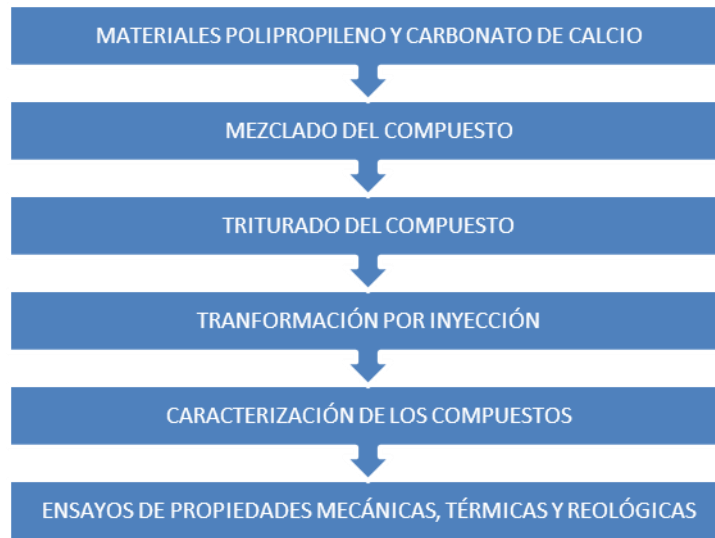 MATERIALES POLIPROPILENO Y CARBONATO DE CALCIO
MEZCLADO DEL COMPUESTO
TRITURADO DEL COMPUESTO
TRANFORMACIÓN POR INYECCIÓN
CARACTERIZACIÓN DE LOS COMPUESTOS
ENSAYOS DE PROPIEDADES MECÁNICAS, TÉRMICAS Y REOLÓGICAS